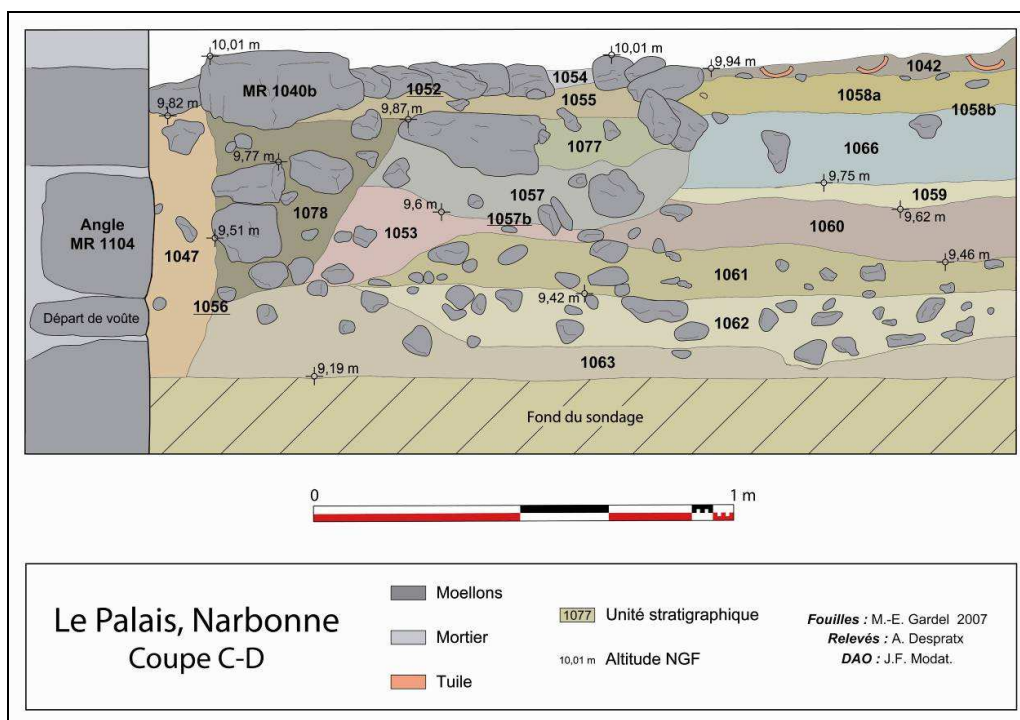 10,01 m
10,01 m
9,94 m
1042
1054
1052
MR 1040b
1058a
9,82 m
9,87 m
1055
1058b
1077
1066
9,77 m
9,75 m
1057
1059
1078
9,6 m
9,62 m
Angle
MR 1104
9,51 m
1057b
1053
1060
1047
9,46 m
1061
1056
9,42 m
Départ de voûte
1062
1063
9,19 m
Fond du sondage
0
1 m
Le Palais, Narbonne
Coupe C-D
Moellons
Mortier
Tuile
1077 Unité stratigraphique
10,01 m Altitude NGF
Fouilles : M.-E. Gardel 2007
Relevés : A. Despratx
DAO : J.F. Modat.